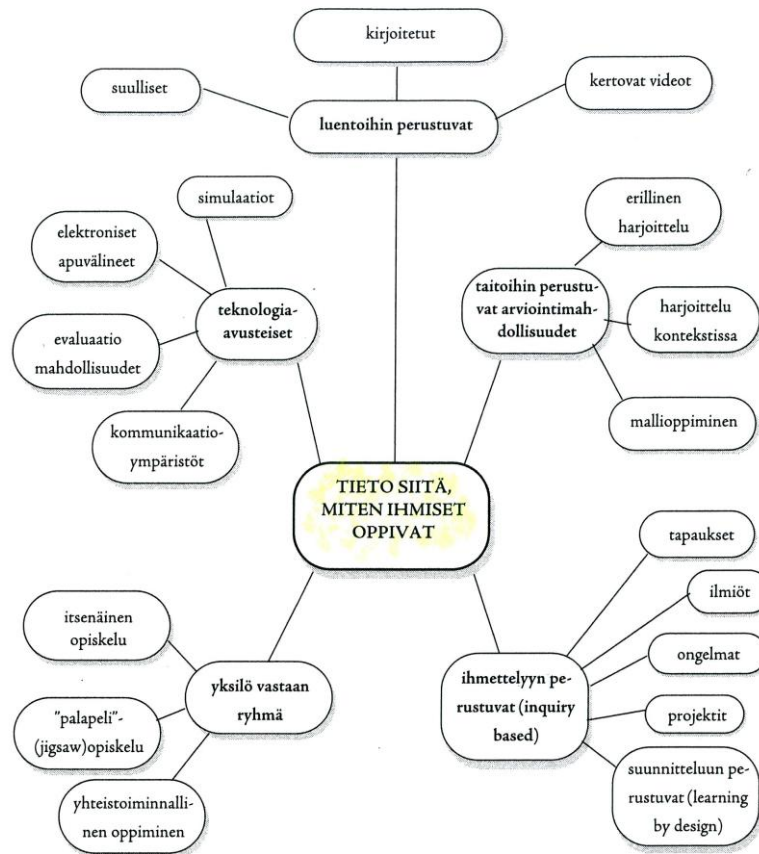 kirjoitetut
suulliset
kertovat videot
luentoihin perustuvat
simulaatiot
elektroniset
apuvälineet
teknologia-
avusteiset
evaluaatio
mahdollisuudet
kommunikaatio-
ympäristöt
erillinen
harjoittelu
taitoihin perustu-
vat arviointimah-
dollisuudet
harjoittelu
kontekstissa
mallioppiminen
TIETO SIITÄ,
MITEN IHMISET
OPPIVAT
itsenäinen
opiskelu
yksilö vastaan
ryhmä
"palapeli"-
(jigsaw)opiskelu
yhteistoiminnalli-
nen oppiminen
tapaukset
ilmiöt
ongelmat
ihmettelyyn pe-
rustuvat (inquiry
based)
projektit
suunnitteluun pe-
rustuvat (learning
by design)